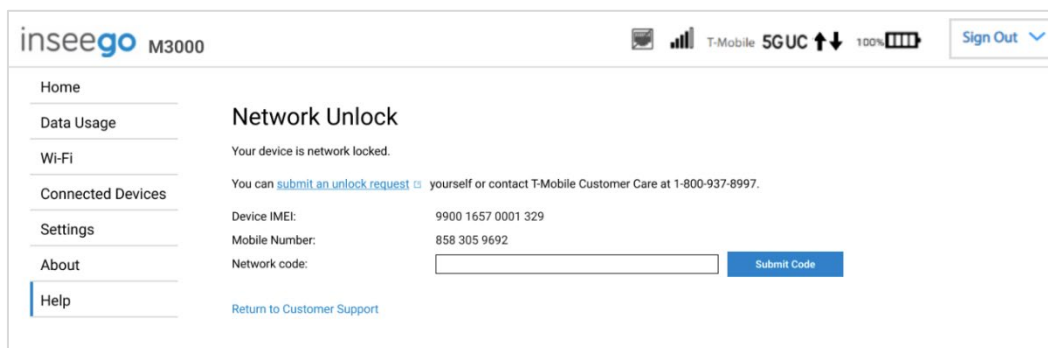 inseego M3000
T-Mobile 5G UC 100%
Sign Out
Home
Data Usage
Wi-Fi
Connected Devices
Settings
About
Help
Network Unlock
Your device is network locked.
You can submit an unlock request yourself or contact T-Mobile Customer Care at 1-800-937-8997.
Device IMEI: 9900 1657 0001 329
Mobile Number: 858 305 9692
Network code:
Submit Code
Return to Customer Support